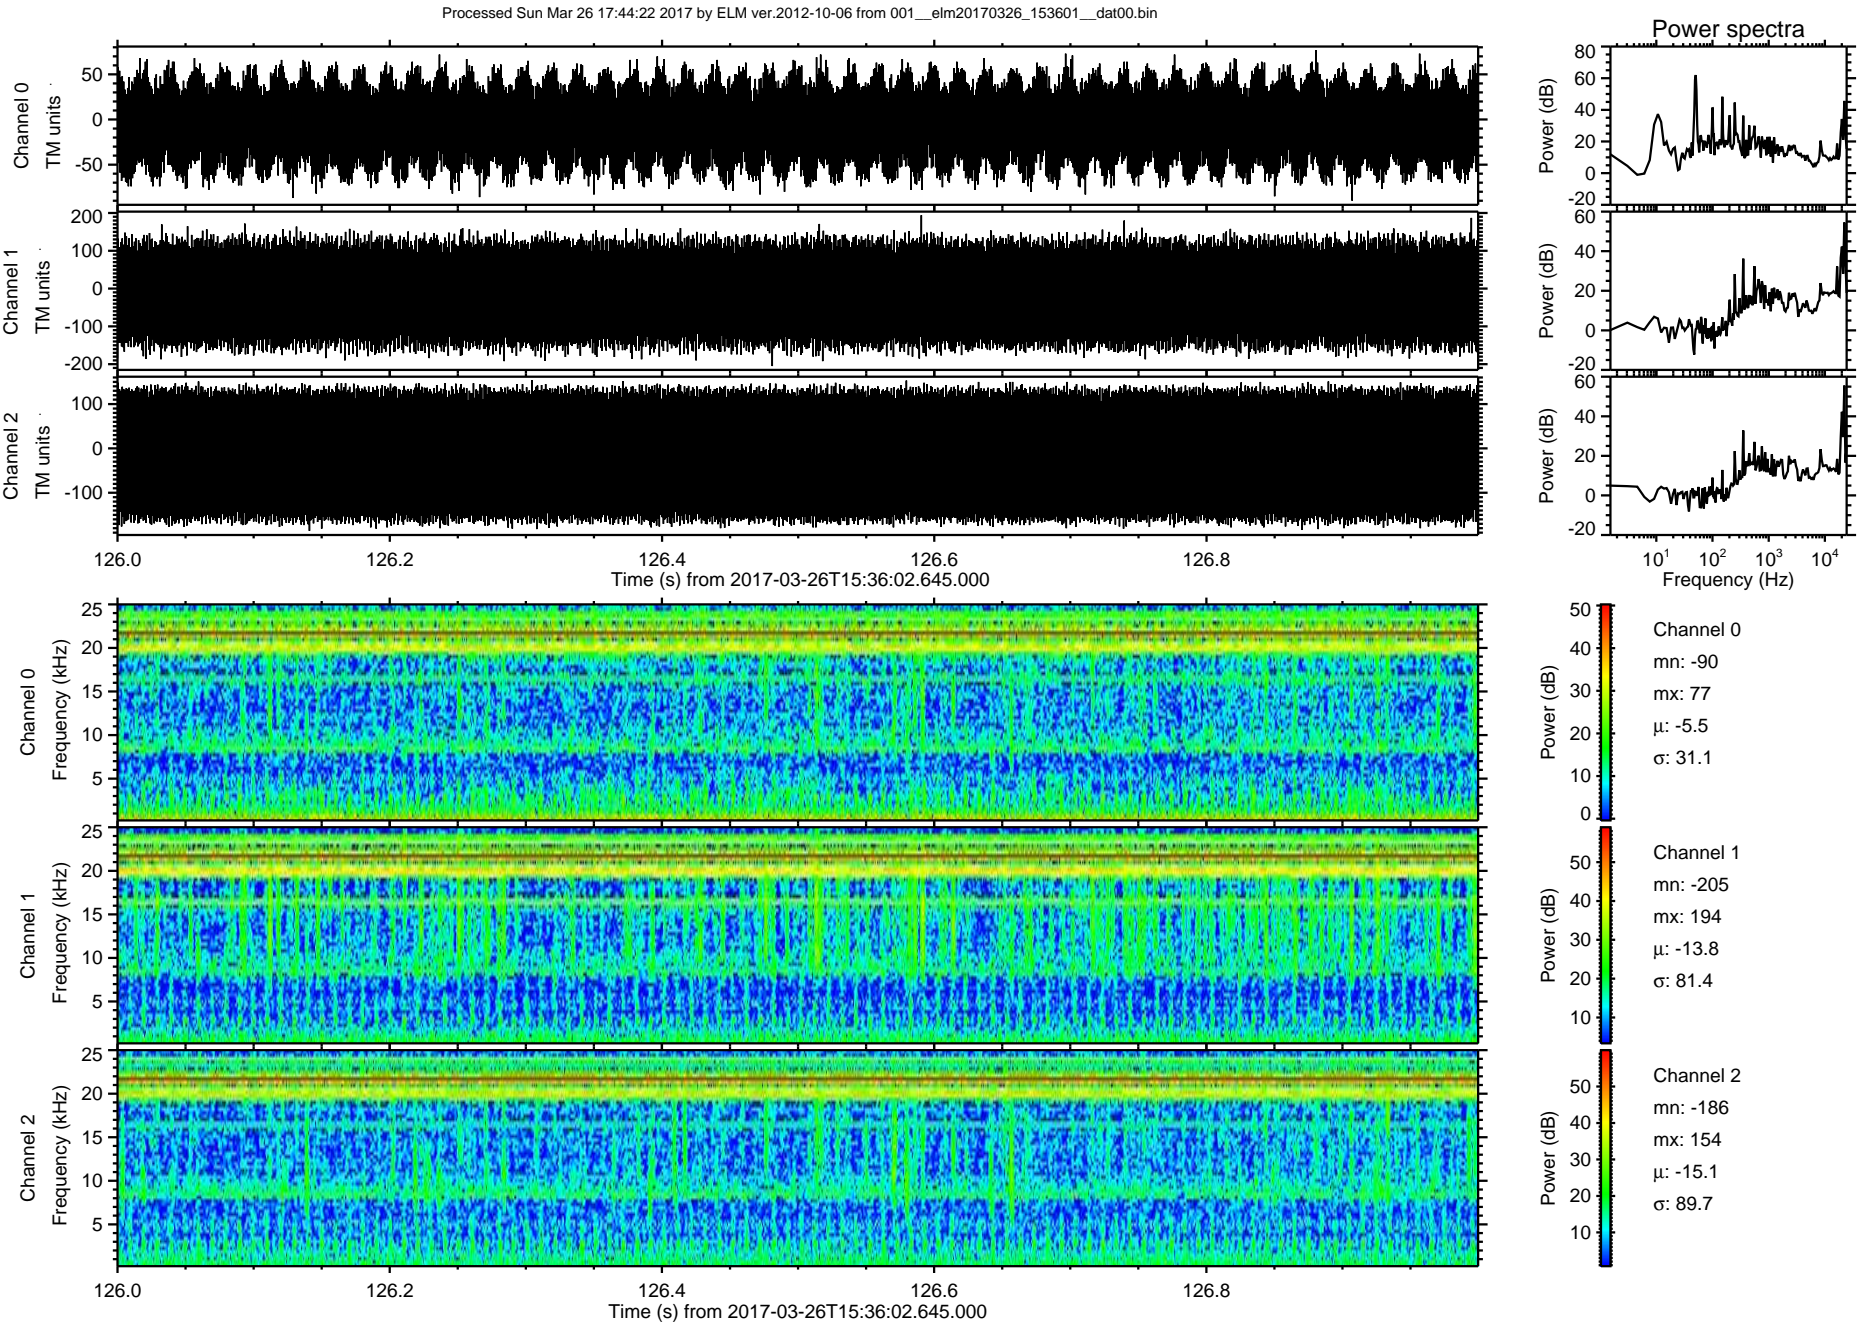 Processed Sun Mar 26 17:44:22 2017 by ELM ver.2012-10-06 from 001__elm20170326_153601__dat00.bin
Power spectra
Channel 0
TM units
50
0
-50
Power (dB)
80
60
40
20
0
-20
Channel 1
TM units
200
100
0
-100
-200
Power (dB)
60
40
20
0
-20
Channel 2
TM units
100
0
-100
Power (dB)
60
40
20
0
-20
126.0 126.2 126.4 126.6 126.8
Time (s) from 2017-03-26T15:36:02.645.000
10¹ 10² 10³ 10⁴
Frequency (Hz)
Channel 0
Frequency (kHz)
25
20
15
10
5
Power (dB)
50
40
30
20
10
0
Channel 0
mn: -90
mx: 77
μ: -5.5
σ: 31.1
Channel 1
Frequency (kHz)
25
20
15
10
5
Power (dB)
50
40
30
20
10
Channel 1
mn: -205
mx: 194
μ: -13.8
σ: 81.4
Channel 2
Frequency (kHz)
25
20
15
10
5
Power (dB)
50
40
30
20
10
Channel 2
mn: -186
mx: 154
μ: -15.1
σ: 89.7
126.0 126.2 126.4 126.6 126.8
Time (s) from 2017-03-26T15:36:02.645.000